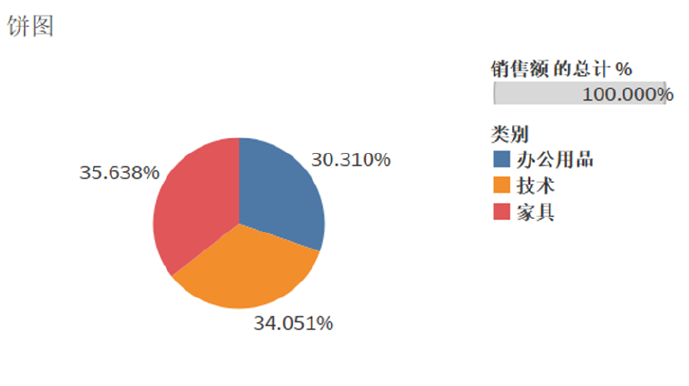 饼图
销售额 的总计 %
100.000%
类别
办公用品
技术
家具
30.310%
35.638%
34.051%